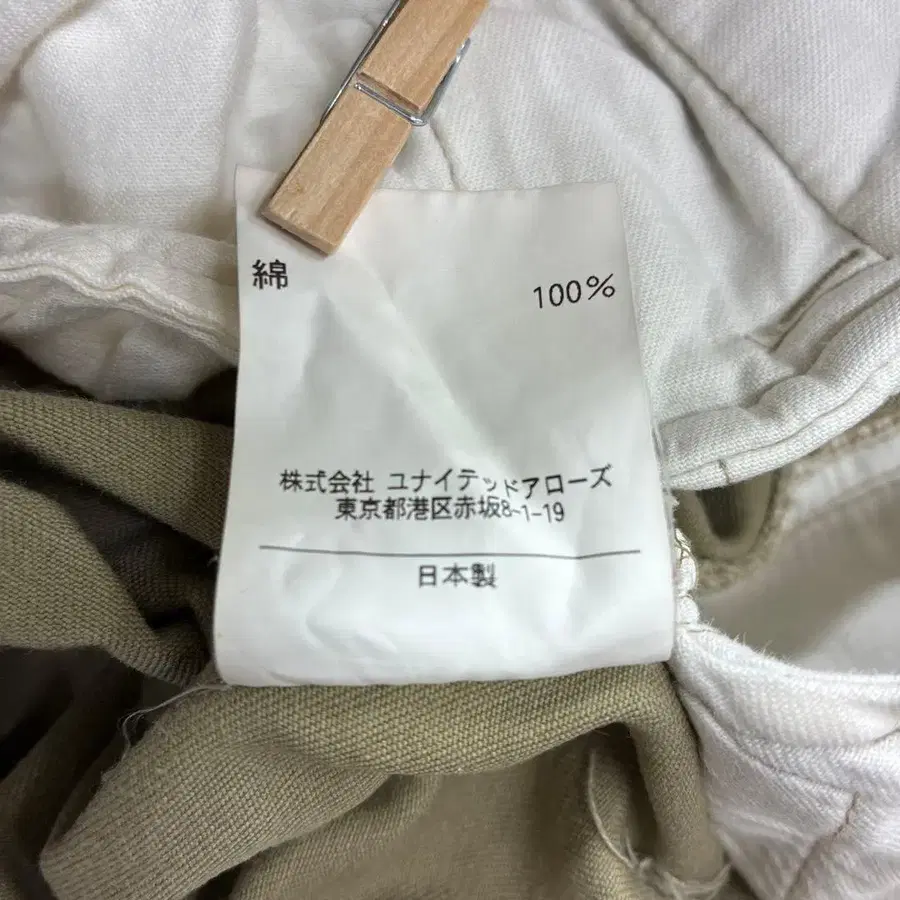 綿 100%
株式会社 ユナイテッドアローズ
東京都港区赤坂8-1-19
日本製